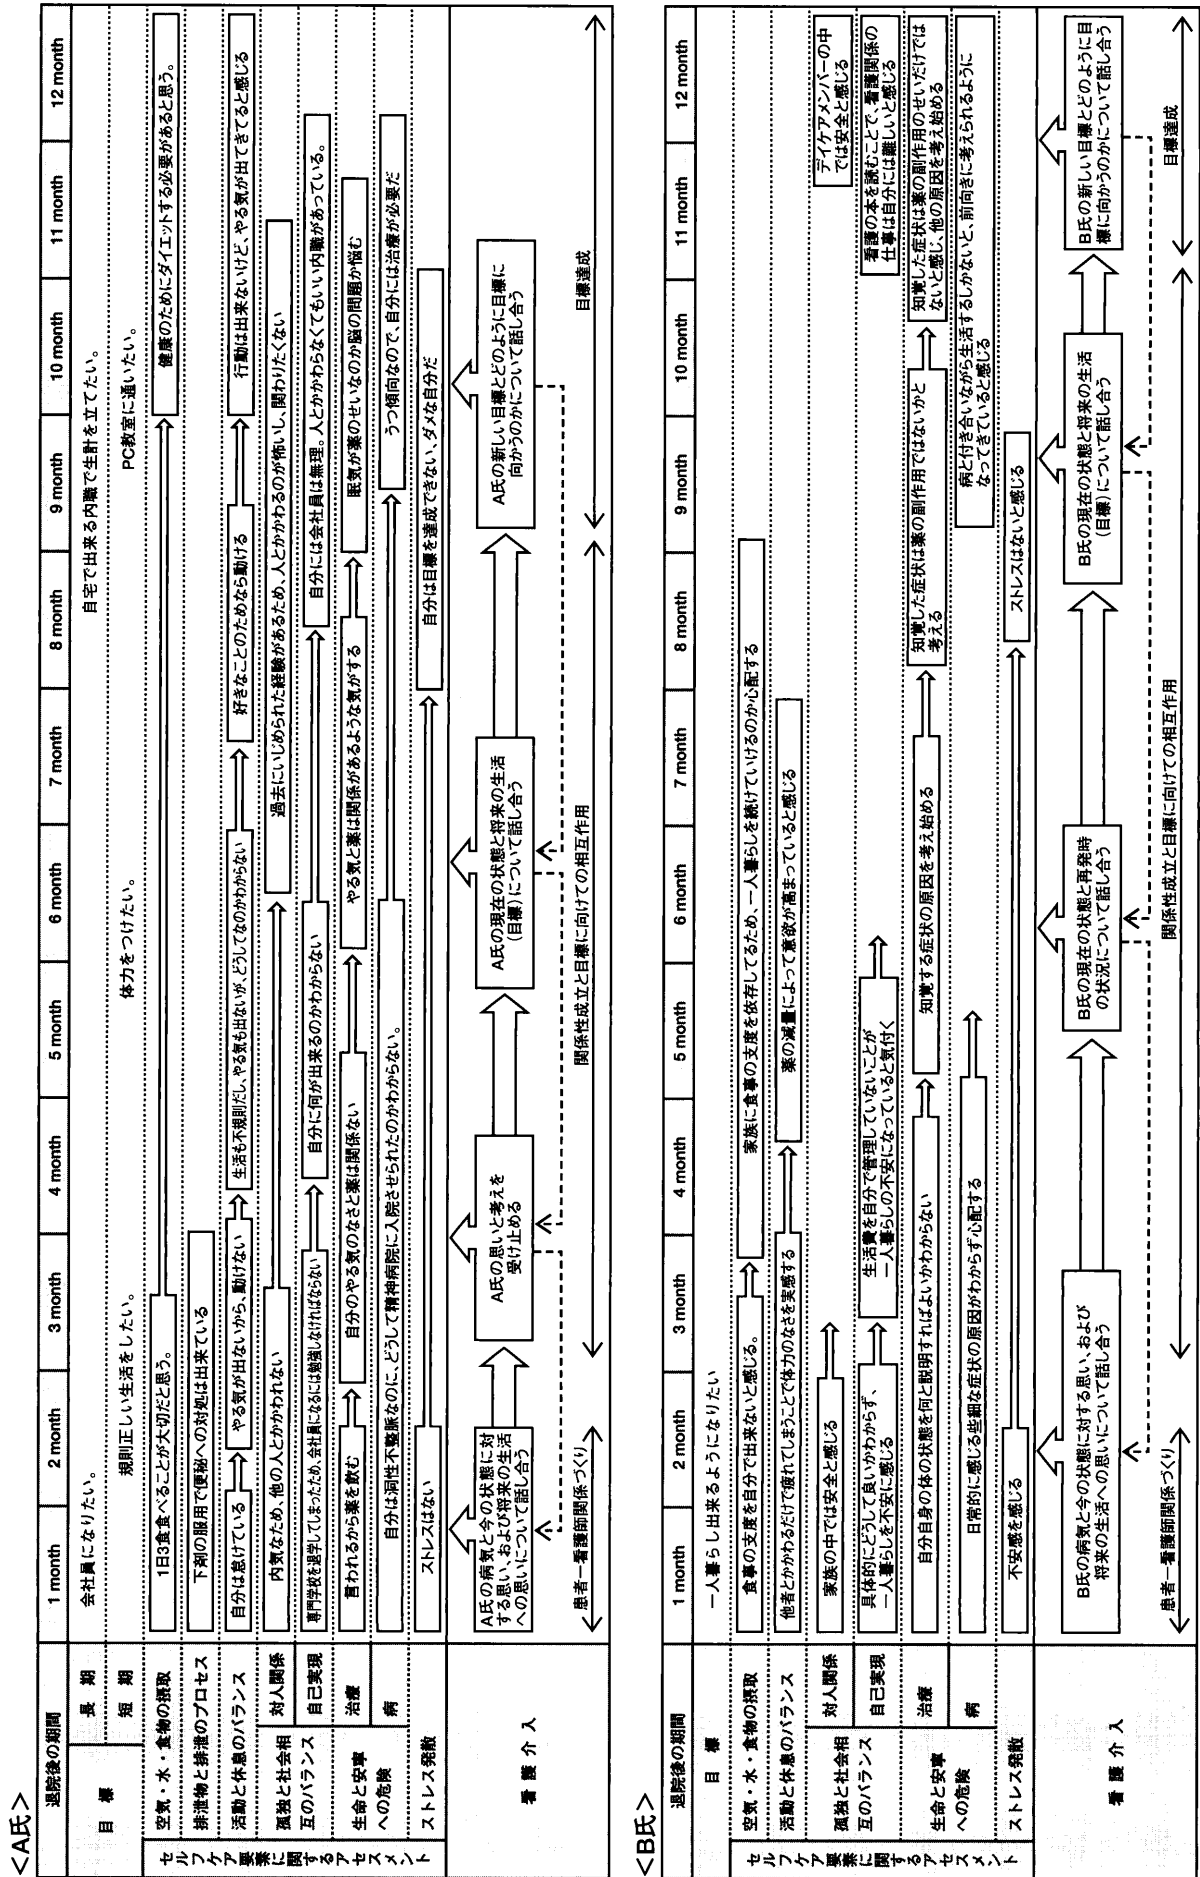 <A氏>
退院後の期間
1 month
2 month
3 month
4 month
5 month
6 month
7 month
8 month
9 month
10 month
11 month
12 month
目 標
長 期
会社員になりたい。
自宅で出来る内職で生計を立てたい。
短 期
規則正しい生活をしたい。
体力をつけたい。
PC教室に通いたい。
セルフケア要素に関するアセスメント
空気・水・食物の摂取
1日3食食べることが大切だと思う。
健康のためにダイエットする必要があると思う。
排泄物と排泄のプロセス
下剤の服用で便秘への対処は出来ている
活動と休息のバランス
自分は怠けている
やる気が出ないから、動けない
生活も不規則だし、やる気も出ないが、どうしてなのかわからない
好きなことのためなら動ける
行動は出来ないけど、やる気が出てきてると感じる
孤独と社会相
互のバランス
対人関係
内気なため、他の人とかかわれない
過去にいじめられた経験があるため、人とかかわるのが怖いし、関わりたくない
自己実現
専門学校を退学してしまったため、会社員になるには勉強しなければならない
自分に何が出来るのかわからない
自分には会社員は無理。人とかかわらなくてもいい内職があっている。
生命と安寧
への危険
治療
言われるから薬を飲む
自分のやる気のなさと薬は関係ない
やる気と薬は関係があるような気がする
眠気が薬のせいなのか脳の問題か悩む
病
自分は洞性不整脈なのに、どうして精神病院に入院させられたのかわからない。
うつ傾向なので、自分には治療が必要だ
ストレス発散
ストレスはない
自分は目標を達成できない、ダメな自分だ
看 護 介 入
A氏の病気と今の状態に対
する思い、および将来の生活
への思いについて話し合う
A氏の思いと考えを
受け止める
A氏の現在の状態と将来の生活
(目標)について話し合う
A氏の新しい目標とどのように目標に
向かうのかについて話し合う
患者―看護師関係づくり
関係性成立と目標に向けての相互作用
目標達成
<B氏>
退院後の期間
1 month
2 month
3 month
4 month
5 month
6 month
7 month
8 month
9 month
10 month
11 month
12 month
目 標
一人暮らし出来るようになりたい
セルフケア要素に関するアセスメント
空気・水・食物の摂取
食事の支度を自分で出来ないと感じる。
家族に食事の支度を依存してるため、一人暮らしを続けていけるのか心配する
活動と休息のバランス
他者とかかわるだけで疲れてしまうことで体力のなさを実感する
薬の減量によって意欲が高まっていると感じる
孤独と社会相
互のバランス
対人関係
家族の中では安全と感じる
デイケアメンバーの中
では安全と感じる
自己実現
具体的にどうして良いかわからず、
一人暮らしを不安に感じる
生活費を自分で管理していないことが
一人暮らしの不安になっていると気付く
看護の本を読むことで、看護関係の
仕事は自分には難しいと感じる
生命と安寧
への危険
治療
自分自身の体の状態を何と説明すればよいかわからない
知覚する症状の原因を考え始める
知覚した症状は薬の副作用ではないかと
考える
知覚した症状は薬の副作用のせいだけでは
ないと感じ、他の原因を考え始める
病
日常的に感じる些細な症状の原因がわからず心配する
病と付き合いながら生活するしかないと、前向きに考えられるように
なってきていると感じる
ストレス発散
不安感を感じる
ストレスはないと感じる
看 護 介 入
B氏の病気と今の状態に対する思い、および
将来の生活への思いについて話し合う
B氏の現在の状態と再発時
の状況について話し合う
B氏の現在の状態と将来の生活
(目標)について話し合う
B氏の新しい目標とどのように目
標に向かうのかについて話し合う
患者―看護師関係づくり
関係性成立と目標に向けての相互作用
目標達成